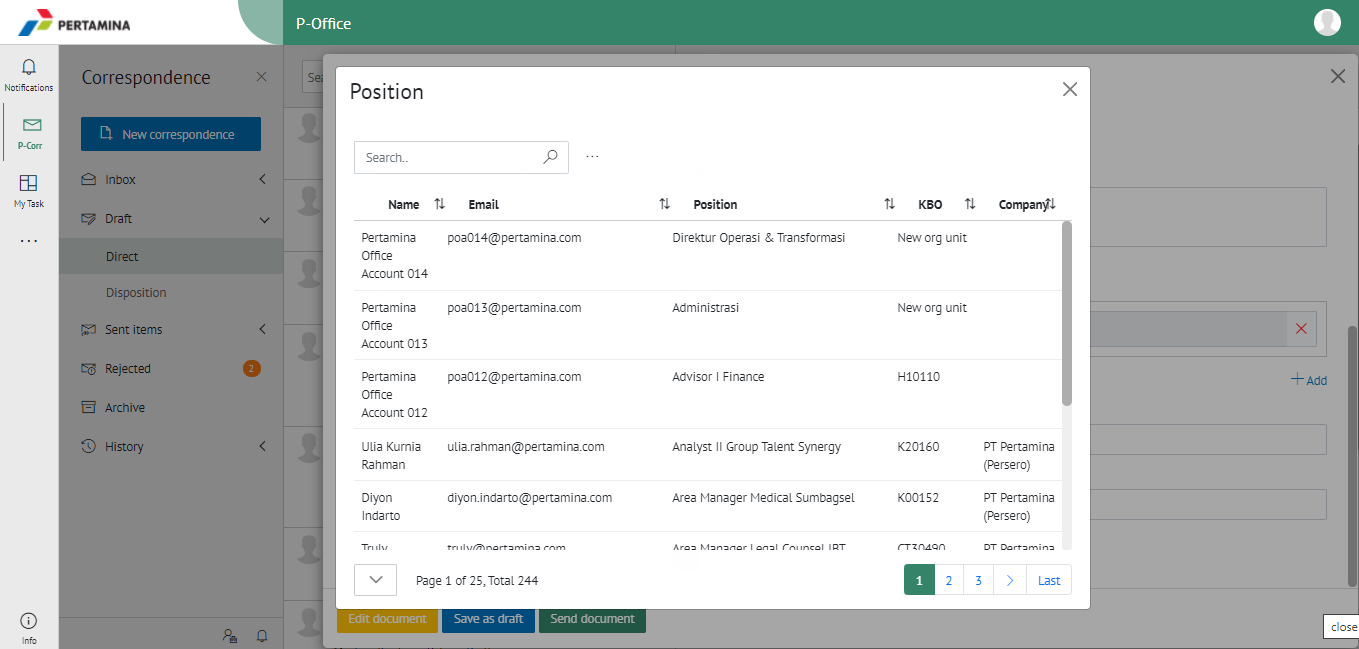 PERTAMINA
P-Office
Notifications
P-Corr
My Task
Info
Correspondence
New correspondence
Inbox
Draft
Direct
Disposition
Sent items
Rejected 2
Archive
History
Position
Search..
Name Email Position KBO Company
Pertamina Office Account 014 poa014@pertamina.com Direktur Operasi & Transformasi New org unit
Pertamina Office Account 013 poa013@pertamina.com Administrasi New org unit
Pertamina Office Account 012 poa012@pertamina.com Advisor I Finance H10110
Ulia Kurnia Rahman ulia.rahman@pertamina.com Analyst II Group Talent Synergy K20160 PT Pertamina (Persero)
Diyon Indarto diyon.indarto@pertamina.com Area Manager Medical Sumbagsel K00152 PT Pertamina (Persero)
Truly truly@pertamina.com Area Manager Legal Counsel JBT CT30490 PT Pertamina
Page 1 of 25, Total 244
1 2 3 Last
Add
Edit document Save as draft Send document
close